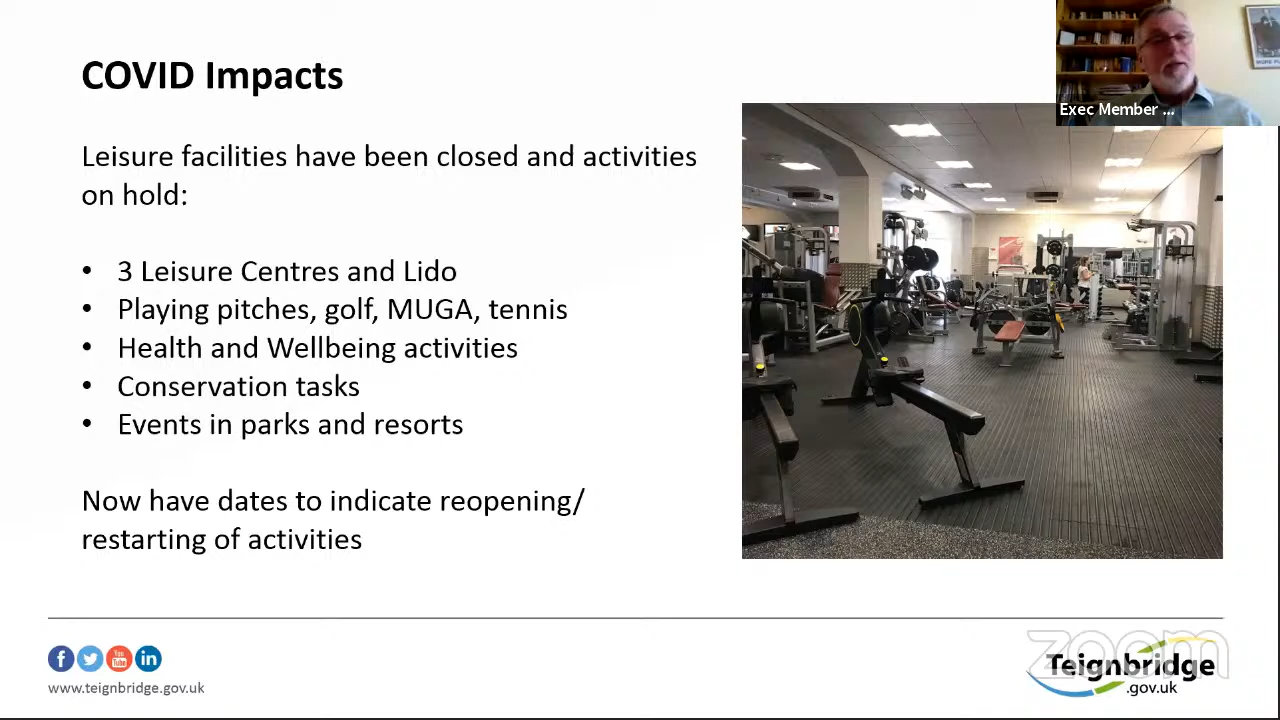 COVID Impacts
Exec Member ...
Leisure facilities have been closed and activities
on hold:
• 3 Leisure Centres and Lido
• Playing pitches, golf, MUGA, tennis
• Health and Wellbeing activities
• Conservation tasks
• Events in parks and resorts
Now have dates to indicate reopening/
restarting of activities
You
Tube
www.teignbridge.gov.uk
zoom
Teignbridge
.gov.uk